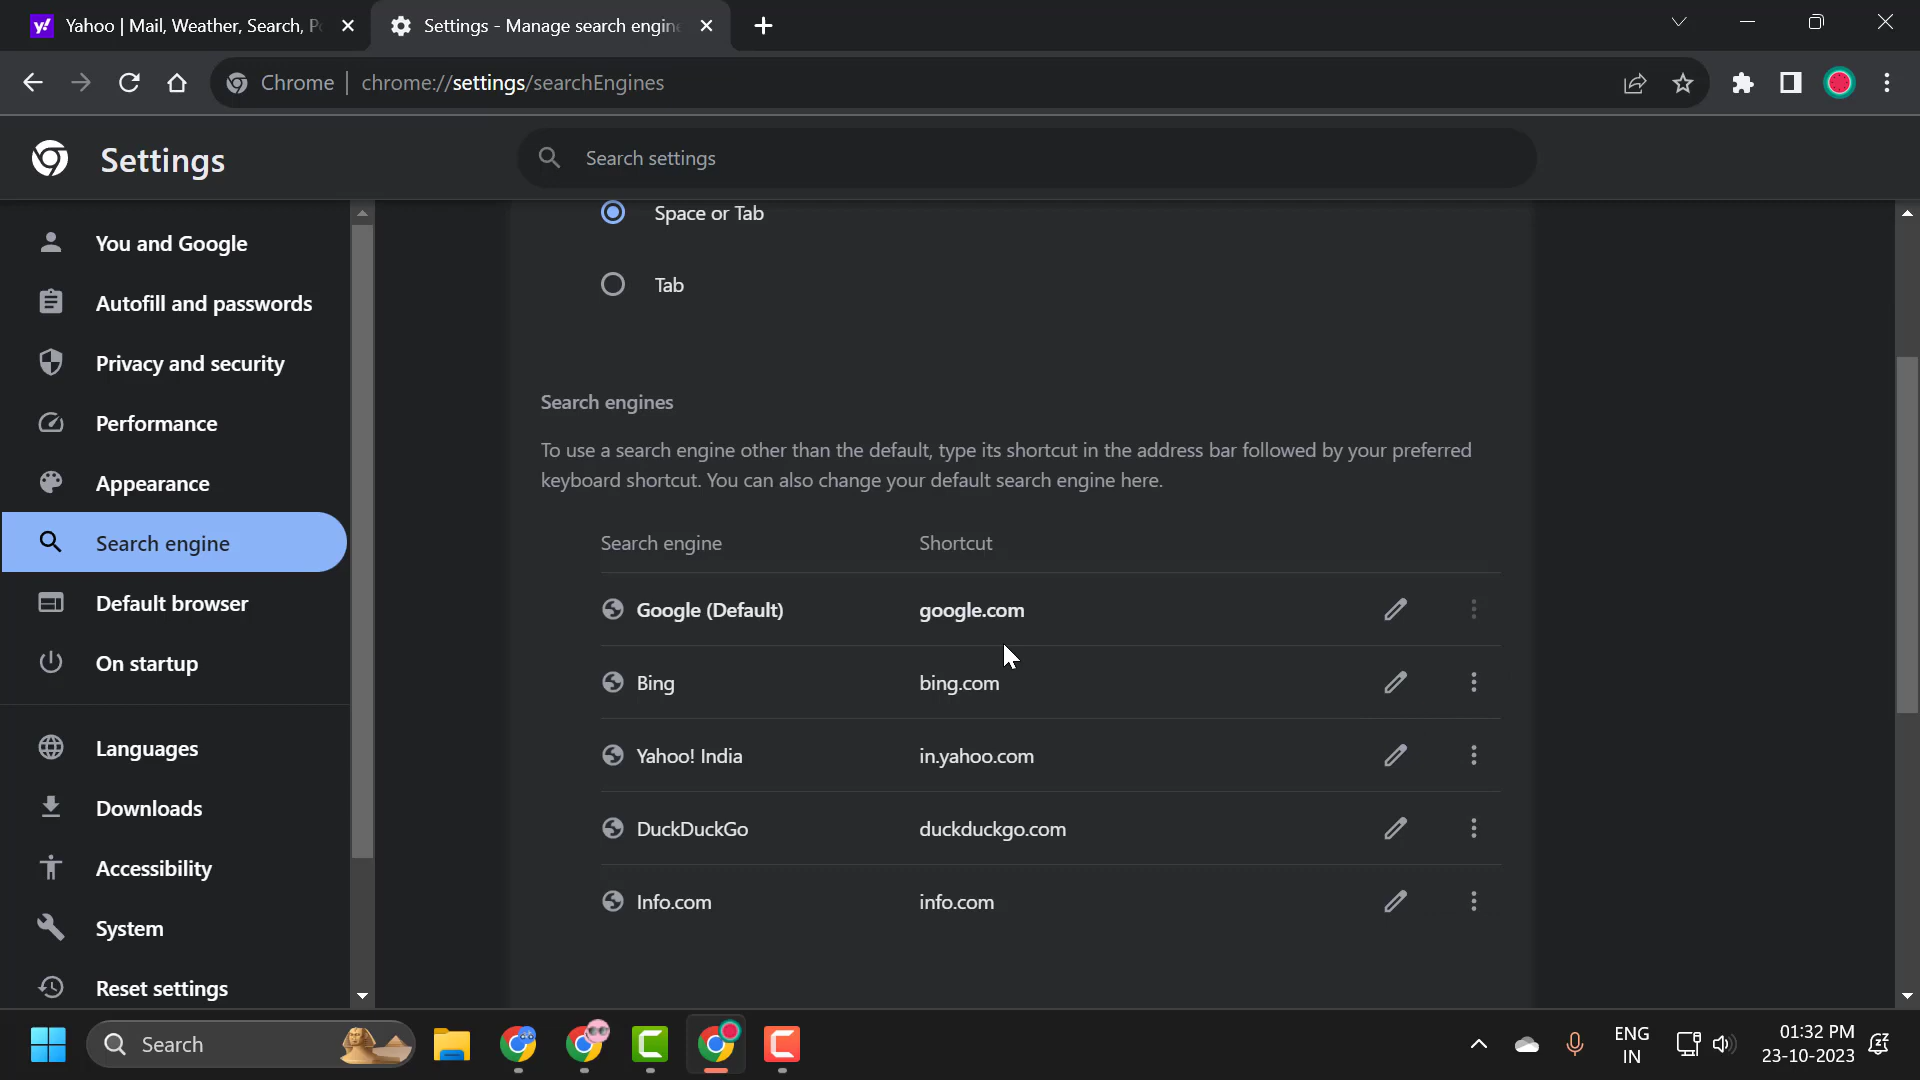 Yahoo | Mail, Weather, Search, P
Settings - Manage search engin
Chrome | chrome://settings/searchEngines
Settings
Search settings
You and Google
Autofill and passwords
Privacy and security
Performance
Appearance
Search engine
Default browser
On startup
Languages
Downloads
Accessibility
System
Reset settings
Space or Tab
Tab
Search engines
To use a search engine other than the default, type its shortcut in the address bar followed by your preferred
keyboard shortcut. You can also change your default search engine here.
Search engine Shortcut
Google (Default) google.com
Bing bing.com
Yahoo! India in.yahoo.com
DuckDuckGo duckduckgo.com
Info.com info.com
Search
ENG
IN
01:32 PM
23-10-2023